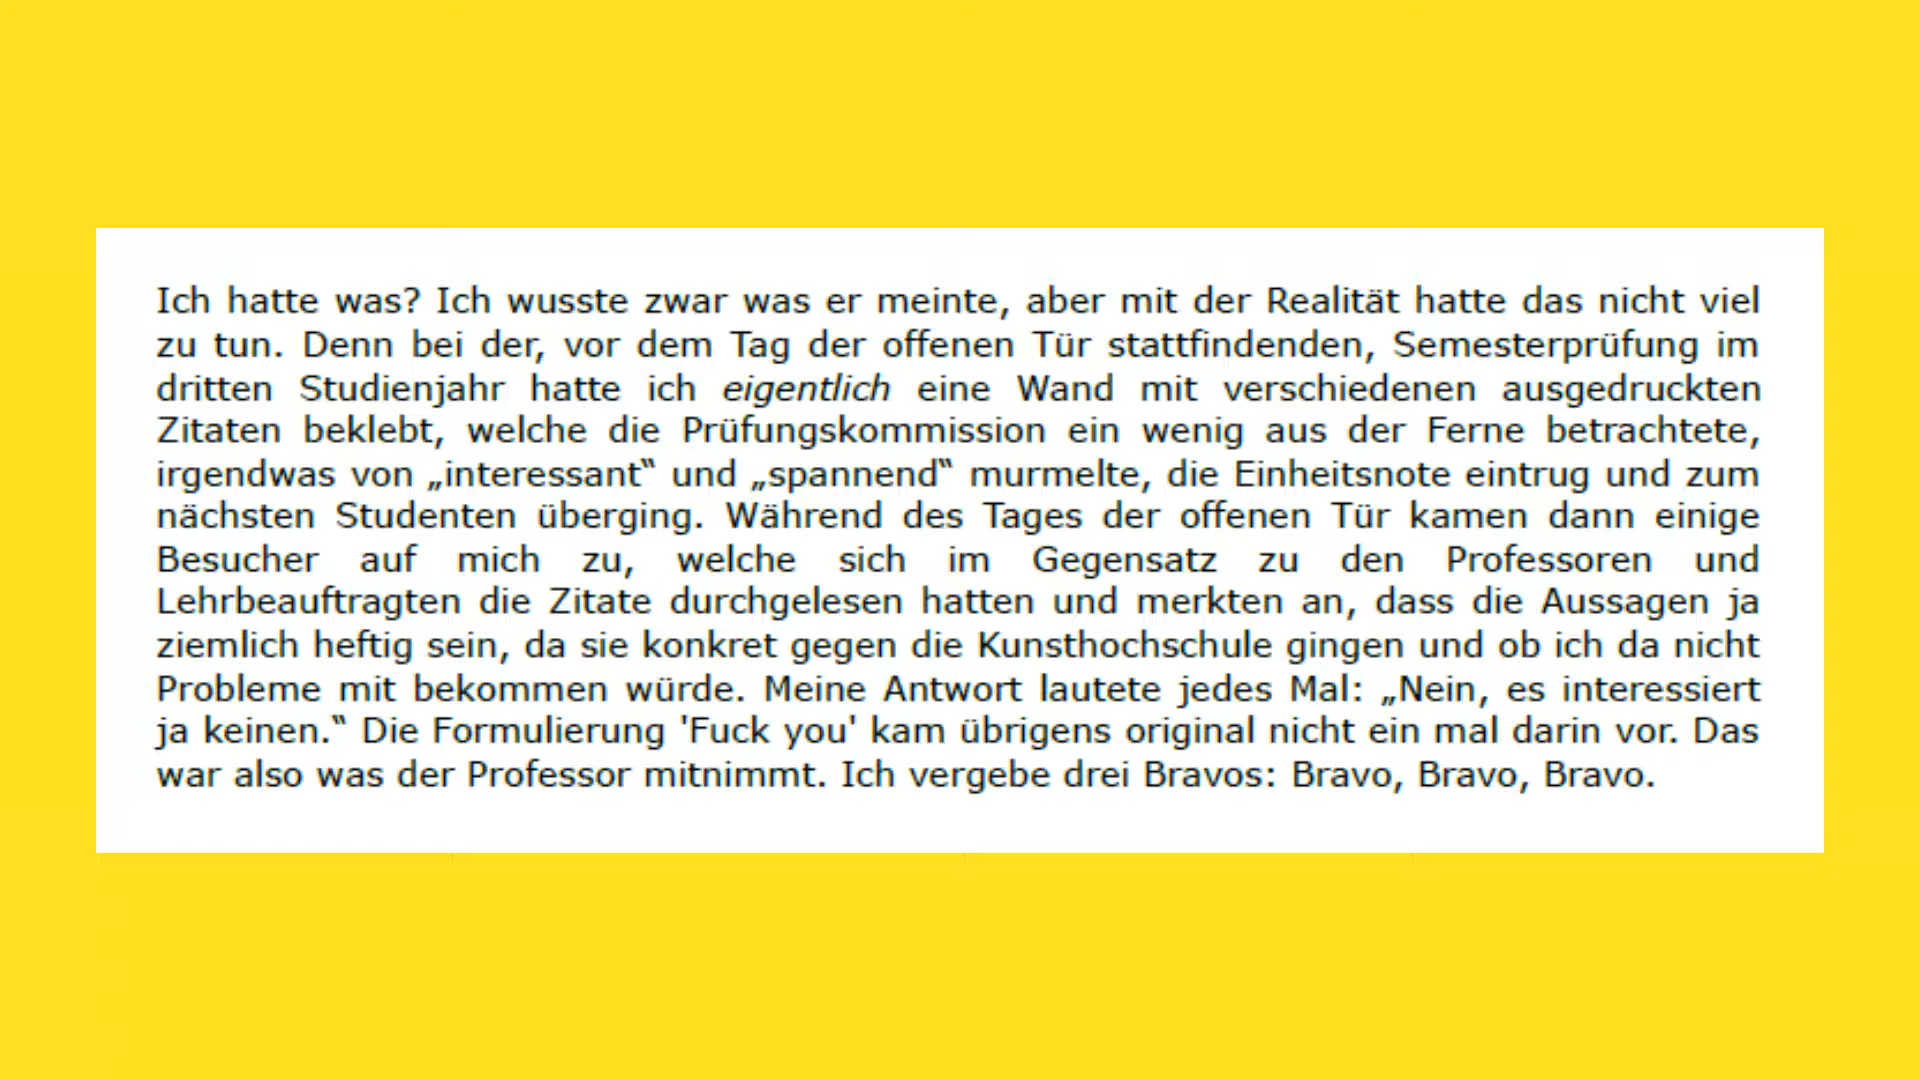 Ich hatte was? Ich wusste zwar was er meinte, aber mit der Realität hatte das nicht viel
zu tun. Denn bei der, vor dem Tag der offenen Tür stattfindenden, Semesterprüfung im
dritten Studienjahr hatte ich eigentlich eine Wand mit verschiedenen ausgedruckten
Zitaten beklebt, welche die Prüfungskommission ein wenig aus der Ferne betrachtete,
irgendwas von „interessant“ und „spannend“ murmelte, die Einheitsnote eintrug und zum
nächsten Studenten überging. Während des Tages der offenen Tür kamen dann einige
Besucher auf mich zu, welche sich im Gegensatz zu den Professoren und
Lehrbeauftragten die Zitate durchgelesen hatten und merkten an, dass die Aussagen ja
ziemlich heftig sein, da sie konkret gegen die Kunsthochschule gingen und ob ich da nicht
Probleme mit bekommen würde. Meine Antwort lautete jedes Mal: „Nein, es interessiert
ja keinen.“ Die Formulierung 'Fuck you' kam übrigens original nicht ein mal darin vor. Das
war also was der Professor mitnimmt. Ich vergebe drei Bravos: Bravo, Bravo, Bravo.